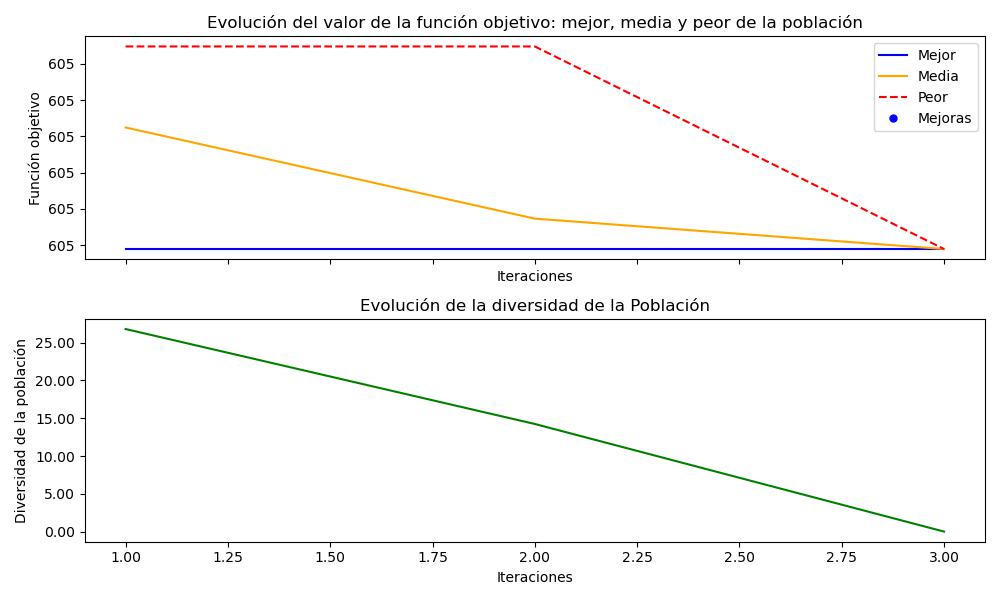 Evolución del valor de la función objetivo: mejor, media y peor de la población
Función objetivo
605
605
605
605
605
605
Mejor
Media
Peor
Mejoras
Iteraciones
Evolución de la diversidad de la Población
Diversidad de la población
25.00
20.00
15.00
10.00
5.00
0.00
1.00 1.25 1.50 1.75 2.00 2.25 2.50 2.75 3.00
Iteraciones